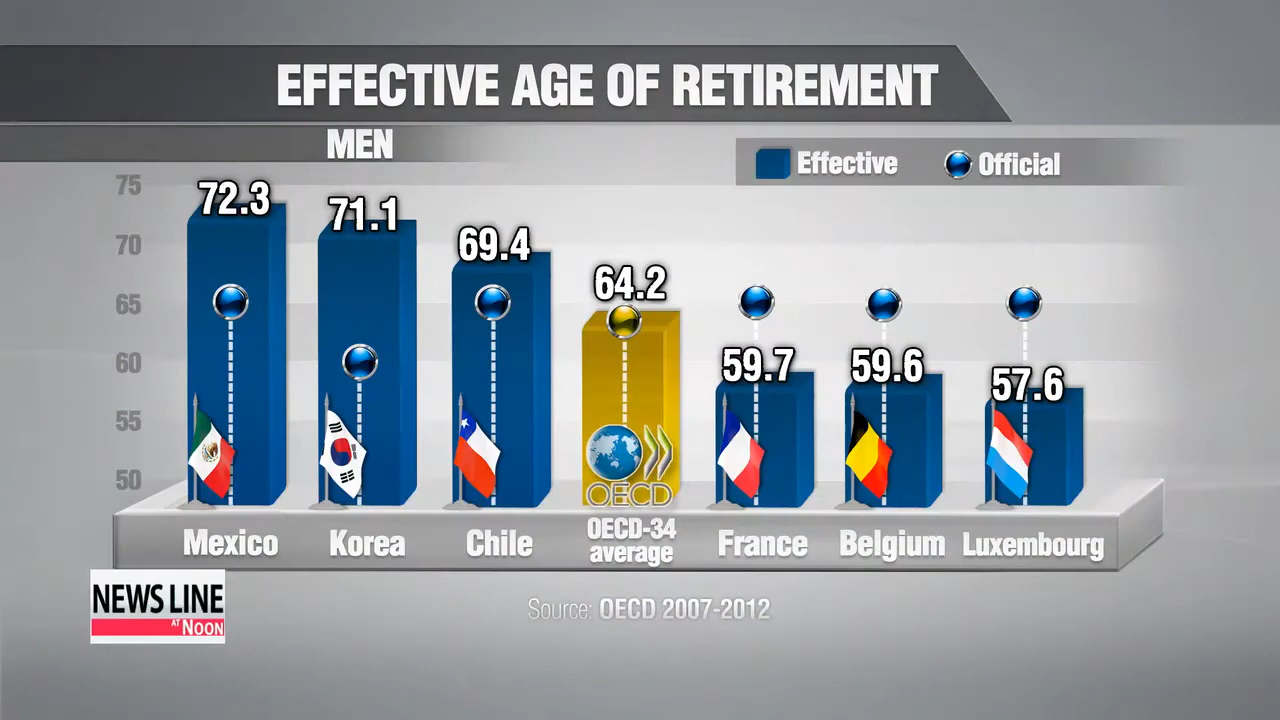 EFFECTIVE AGE OF RETIREMENT
MEN
Effective
Official
75
70
65
60
55
50
72.3
71.1
69.4
64.2
59.7
59.6
57.6
OECD
Mexico
Korea
Chile
OECD-34
average
France
Belgium
Luxembourg
NEWS LINE
AT NOON
Source: OECD 2007-2012